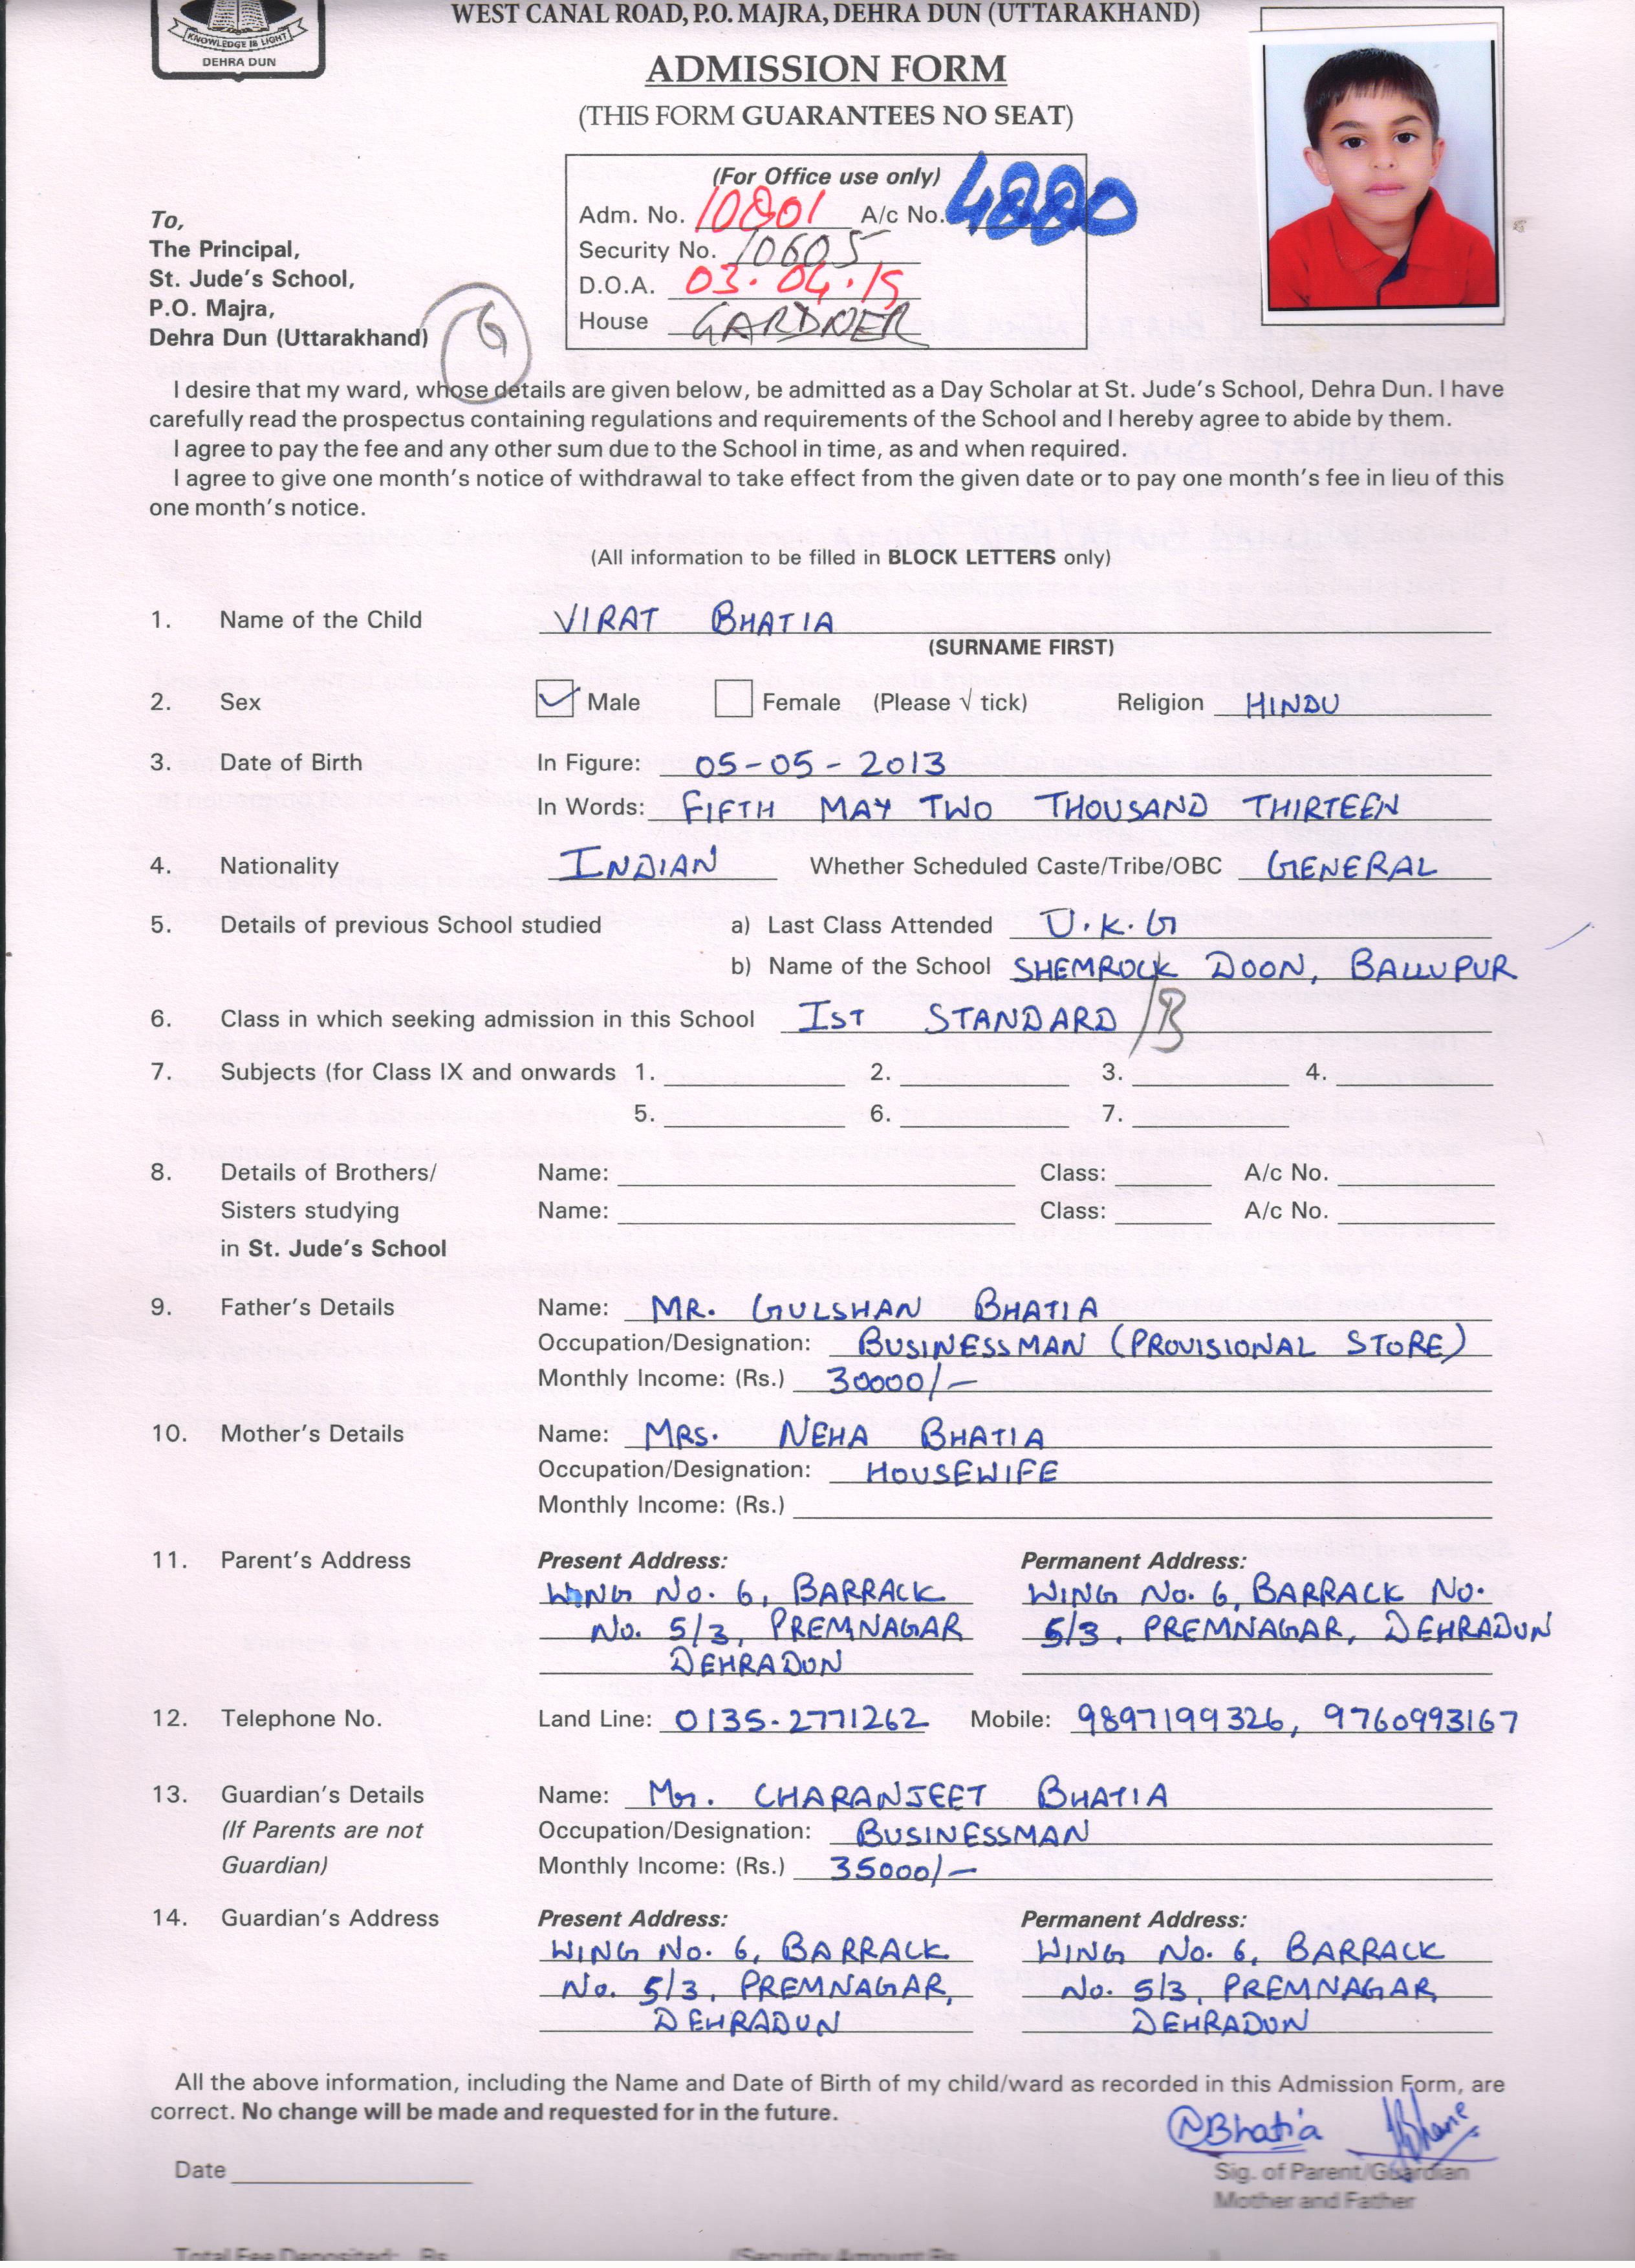 KNOWLEDGE IS LIGHT
DEHRA DUN
WEST CANAL ROAD, P.O. MAJRA, DEHRA DUN (UTTARAKHAND)
ADMISSION FORM
(THIS FORM GUARANTEES NO SEAT)
(For Office use only)
Adm. No. 10801 A/c No. 4880
Security No. 10605
D.O.A. 03.04.19
House GARDNER
To,
The Principal,
St. Jude's School,
P.O. Majra,
Dehra Dun (Uttarakhand)
I desire that my ward, whose details are given below, be admitted as a Day Scholar at St. Jude's School, Dehra Dun. I have
carefully read the prospectus containing regulations and requirements of the School and I hereby agree to abide by them.
I agree to pay the fee and any other sum due to the School in time, as and when required.
I agree to give one month's notice of withdrawal to take effect from the given date or to pay one month's fee in lieu of this
one month's notice.
(All information to be filled in BLOCK LETTERS only)
1. Name of the Child VIRAT BHATIA
(SURNAME FIRST)
2. Sex Male Female (Please √ tick) Religion HINDU
3. Date of Birth In Figure: 05-05-2013
In Words: FIFTH MAY TWO THOUSAND THIRTEEN
4. Nationality INDIAN Whether Scheduled Caste/Tribe/OBC GENERAL
5. Details of previous School studied a) Last Class Attended U.K.G
b) Name of the School SHEMROCK DOON, BALLUPUR
6. Class in which seeking admission in this School IST STANDARD /B
7. Subjects (for Class IX and onwards 1. 2. 3. 4.
5. 6. 7.
8. Details of Brothers/ Name: Class: A/c No.
Sisters studying Name: Class: A/c No.
in St. Jude's School
9. Father's Details Name: MR. GULSHAN BHATIA
Occupation/Designation: BUSINESSMAN (PROVISIONAL STORE)
Monthly Income: (Rs.) 30000/-
10. Mother's Details Name: MRS. NEHA BHATIA
Occupation/Designation: HOUSEWIFE
Monthly Income: (Rs.)
11. Parent's Address Present Address: Permanent Address:
WING No. 6, BARRACK WING No. 6, BARRACK No.
No. 5/3, PREMNAGAR 5/3, PREMNAGAR, DEHRADUN
DEHRADUN
12. Telephone No. Land Line: 0135-2771262 Mobile: 9897199326, 9760993167
13. Guardian's Details Name: Mr. CHARANJEET BHATIA
(If Parents are not Occupation/Designation: BUSINESSMAN
Guardian) Monthly Income: (Rs.) 35000/-
14. Guardian's Address Present Address: Permanent Address:
WING No. 6, BARRACK WING No. 6, BARRACK
No. 5/3, PREMNAGAR, No. 5/3, PREMNAGAR,
DEHRADUN DEHRADUN
All the above information, including the Name and Date of Birth of my child/ward as recorded in this Admission Form, are
correct. No change will be made and requested for in the future.
NBhatia
Date Sig. of Parent/Guardian
Mother and Father
Total Fee Deposited: Rs. (Security Amount Rs.